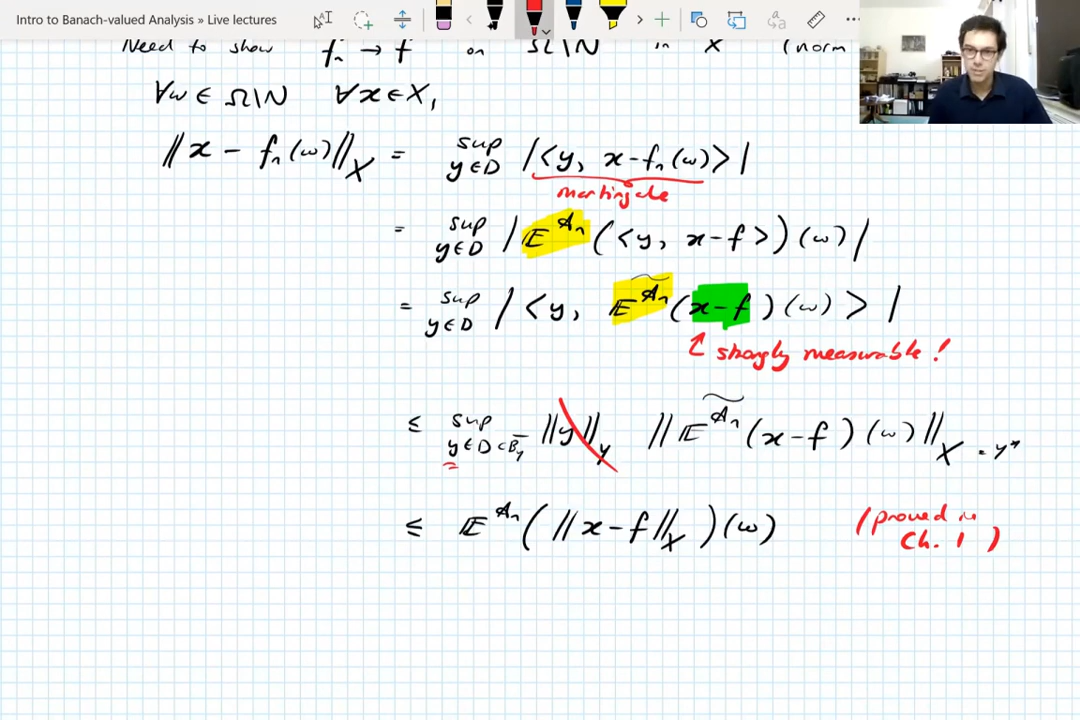 Intro to Banach-valued Analysis » Live lectures
Need to show fₙ → f on Ω\N in X (norm
∀ω ∈ Ω\N ∀x ∈ X,
‖x - fₙ(ω)‖_X = sup_{y∈D} |<y, x-fₙ(ω)>|
martingale
= sup_{y∈D} |𝔼^{𝒜ₙ}(<y, x-f>)(ω)|
= sup_{y∈D} |<y, 𝔼^{𝒜ₙ}~(x-f)(ω)>|
↑ strongly measurable!
≤ sup_{y∈D⊂B̄_Y} ‖y‖_Y ‖𝔼^{𝒜ₙ}~(x-f)(ω)‖_X = Y*
≤ 𝔼^{𝒜ₙ}(‖x-f‖_X)(ω) (proved in
Ch. 1)